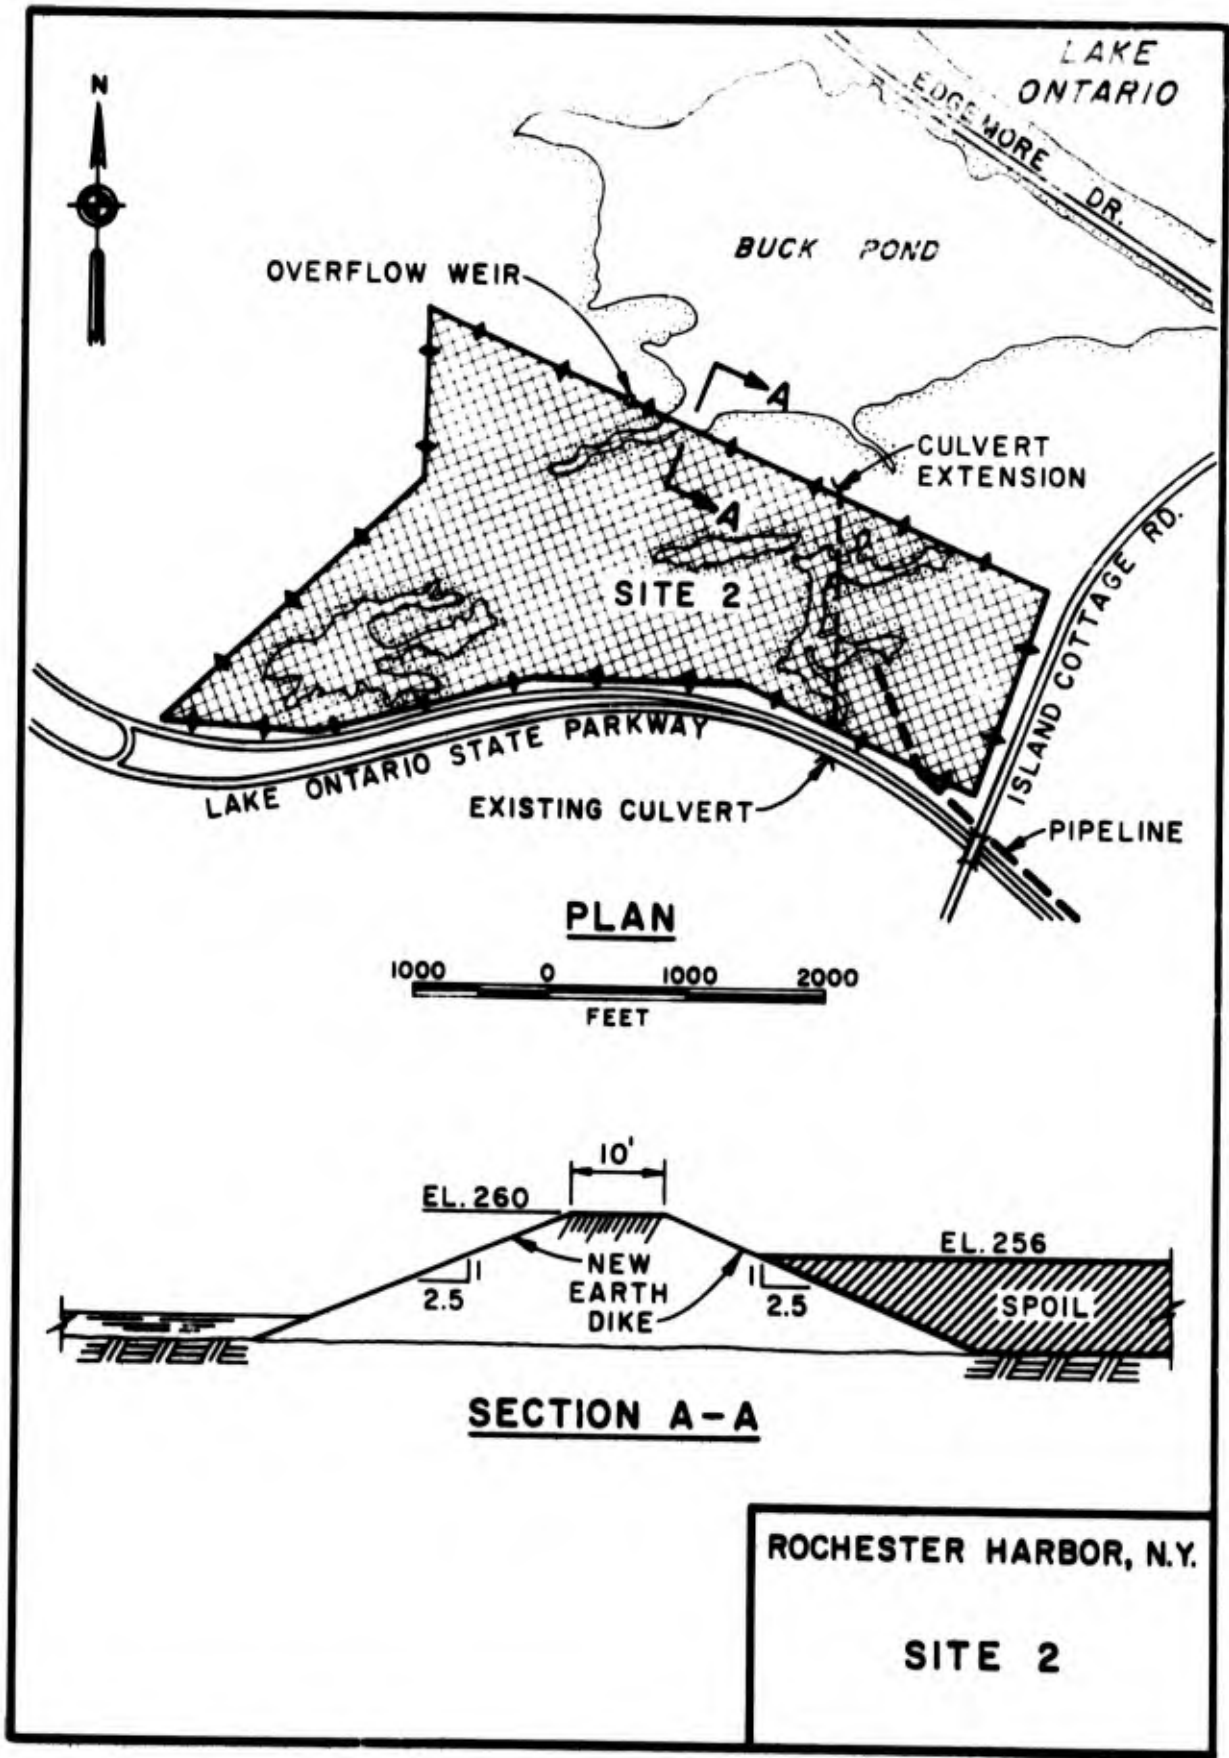 LAKE
ONTARIO
N
EDGEMORE DR.
BUCK POND
OVERFLOW WEIR
A
CULVERT
EXTENSION
A
SITE 2
ISLAND COTTAGE RD.
LAKE ONTARIO STATE PARKWAY
EXISTING CULVERT
PIPELINE
PLAN
1000 0 1000 2000
FEET
10'
EL. 260
EL. 256
NEW
EARTH
DIKE
1
2.5
1
2.5
SPOIL
SECTION A-A
ROCHESTER HARBOR, N.Y.
SITE 2